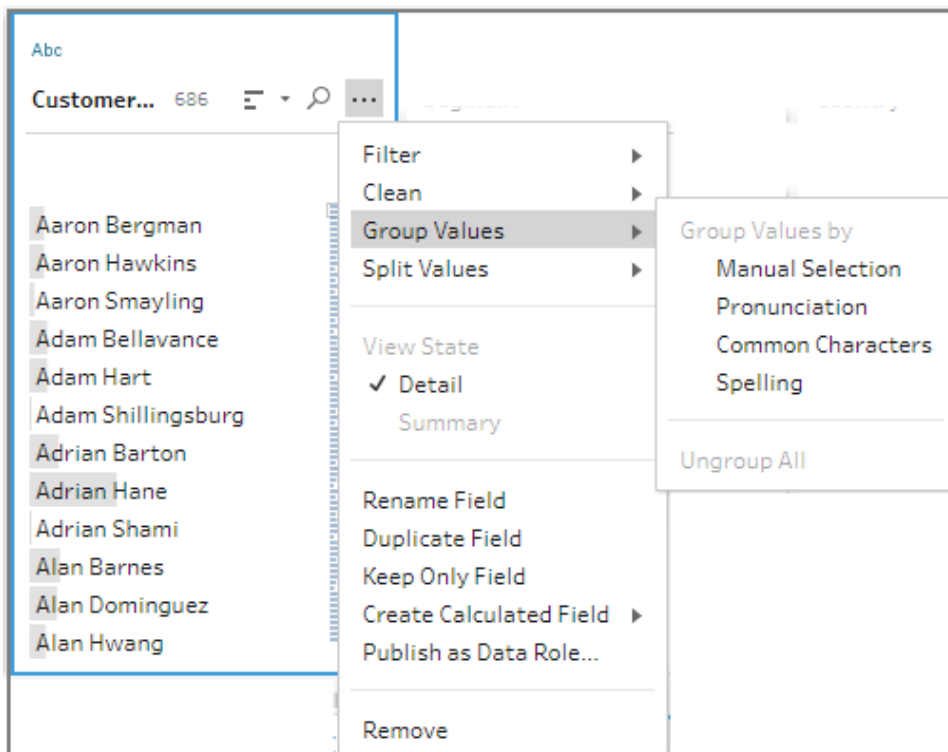 Abc
Customer... 686 ...
Aaron Bergman
Aaron Hawkins
Aaron Smayling
Adam Bellavance
Adam Hart
Adam Shillingsburg
Adrian Barton
Adrian Hane
Adrian Shami
Alan Barnes
Alan Dominguez
Alan Hwang
Filter
Clean
Group Values
Split Values
View State
Detail
Summary
Rename Field
Duplicate Field
Keep Only Field
Create Calculated Field
Publish as Data Role...
Remove
Group Values by
Manual Selection
Pronunciation
Common Characters
Spelling
Ungroup All